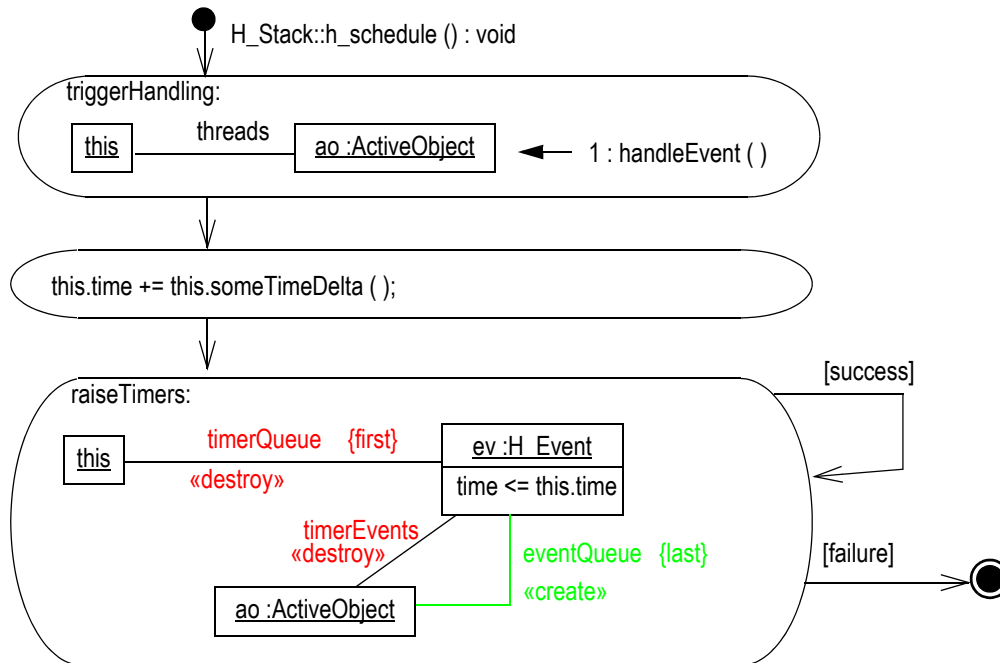 H_Stack::h_schedule () : void
triggerHandling:
this
threads
ao :ActiveObject
1 : handleEvent ( )
this.time += this.someTimeDelta ( );
raiseTimers:
[success]
this
timerQueue {first}
«destroy»
ev :H_Event
time <= this.time
timerEvents
«destroy»
eventQueue {last}
«create»
[failure]
ao :ActiveObject